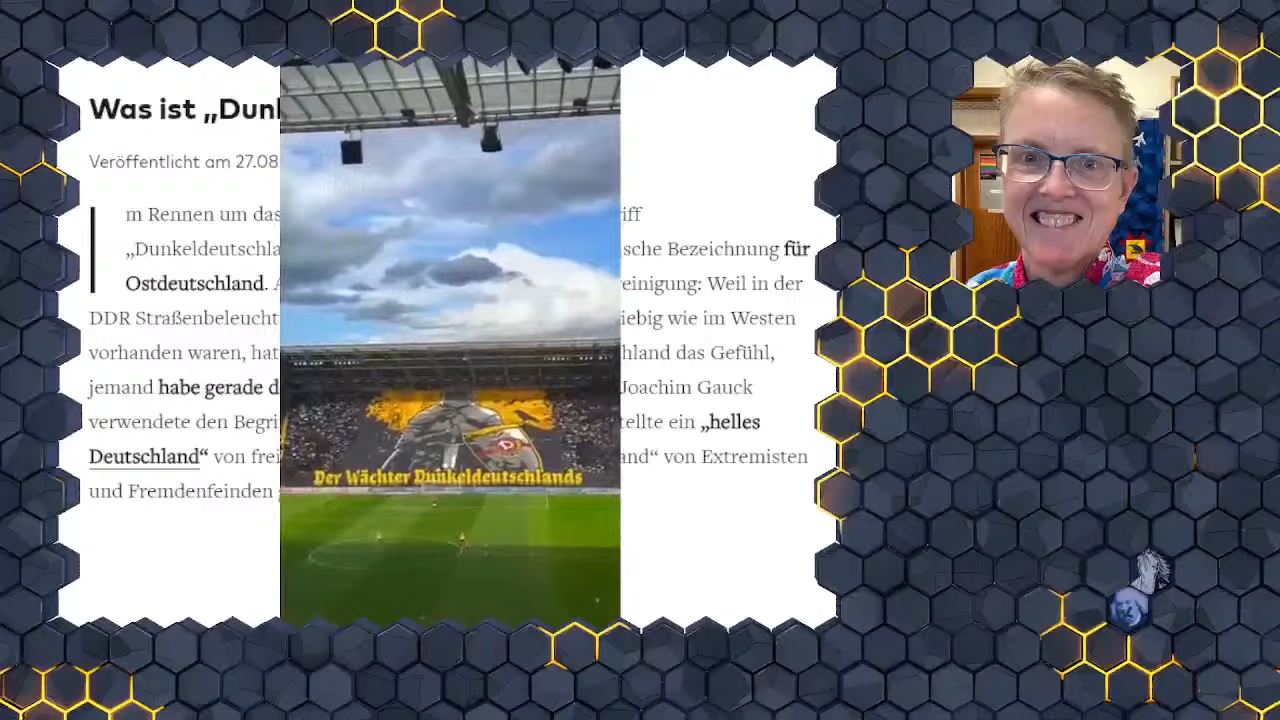 Was ist „Dun
Veröffentlicht am 27.08
m Rennen um das
iff
„Dunkeldeutschla
sche Bezeichnung für
Ostdeutschland.
einigung: Weil in der
DDR Straßenbeleucht
iebig wie im Westen
vorhanden waren, hat
hland das Gefühl,
jemand habe gerade d
Joachim Gauck
verwendete den Begri
tellte ein „helles
Deutschland“ von frei
and“ von Extremisten
und Fremdenfeinden
Der Wächter Dunkeldeutschlands